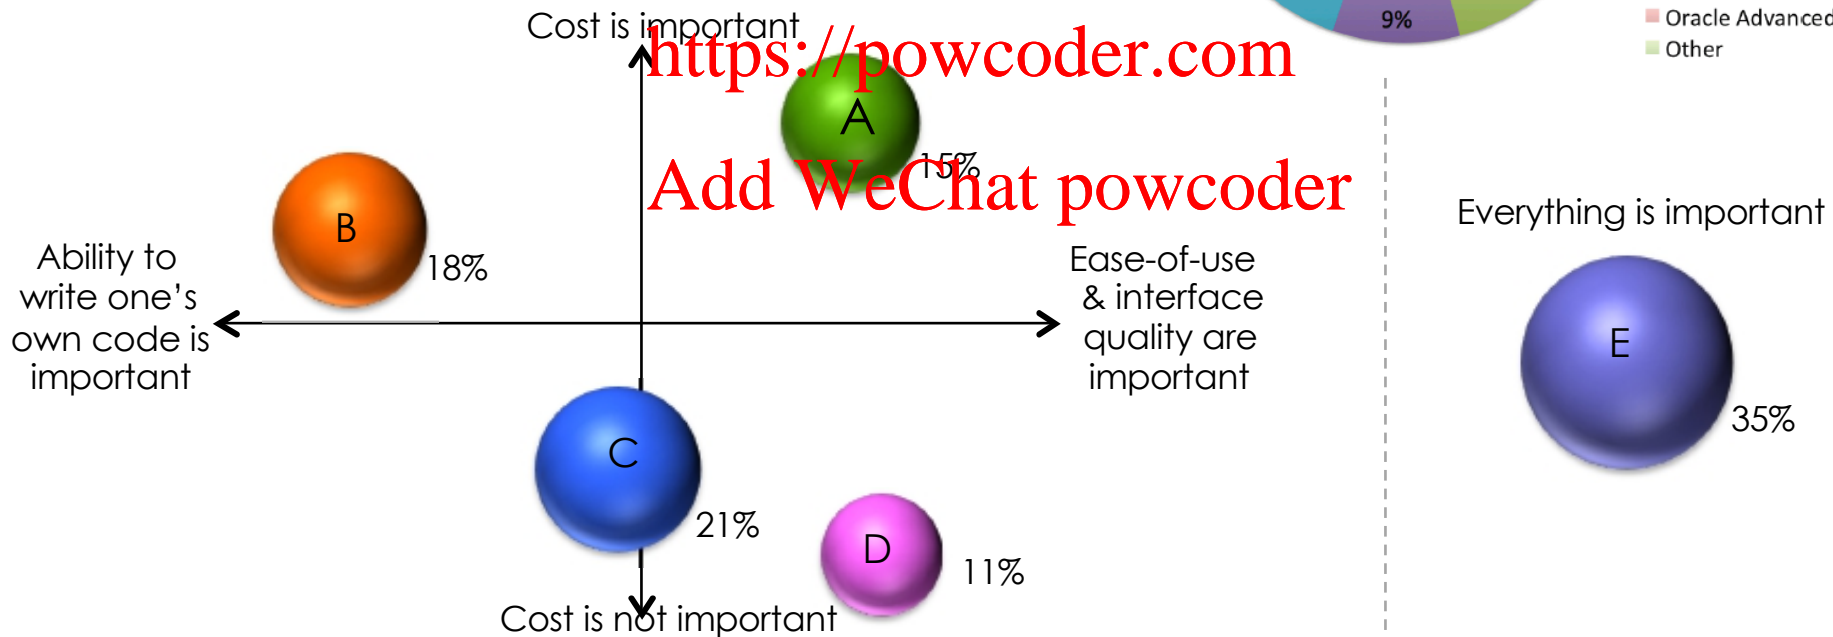 9%
Oracle Advanced
Other
Cost is important
https://powcoder.com
A
15%
Add WeChat powcoder
B
18%
Ability to
write one's
own code is
important
Ease-of-use
& interface
quality are
important
Everything is important
E
35%
C
21%
D
11%
Cost is not important